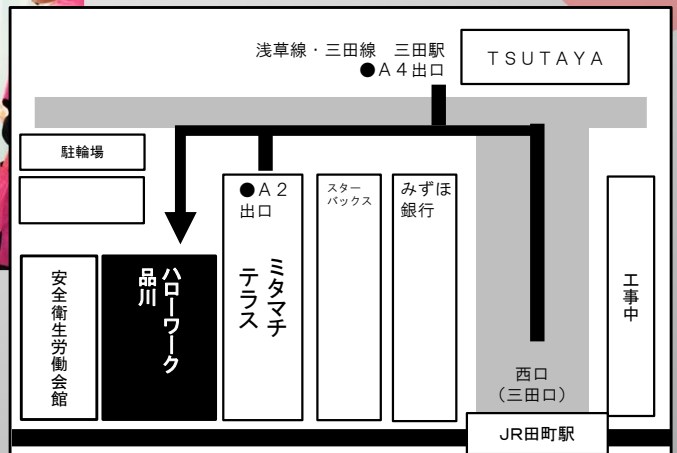 浅草線・三田線　三田駅
●A４出口
TSUTAYA
駐輪場
●A２
出口
ミタマチ
テラス
スター
バックス
みずほ
銀行
安全衛生労働会館
ハローワーク
品川
工事中
西口
（三田口）
JR田町駅